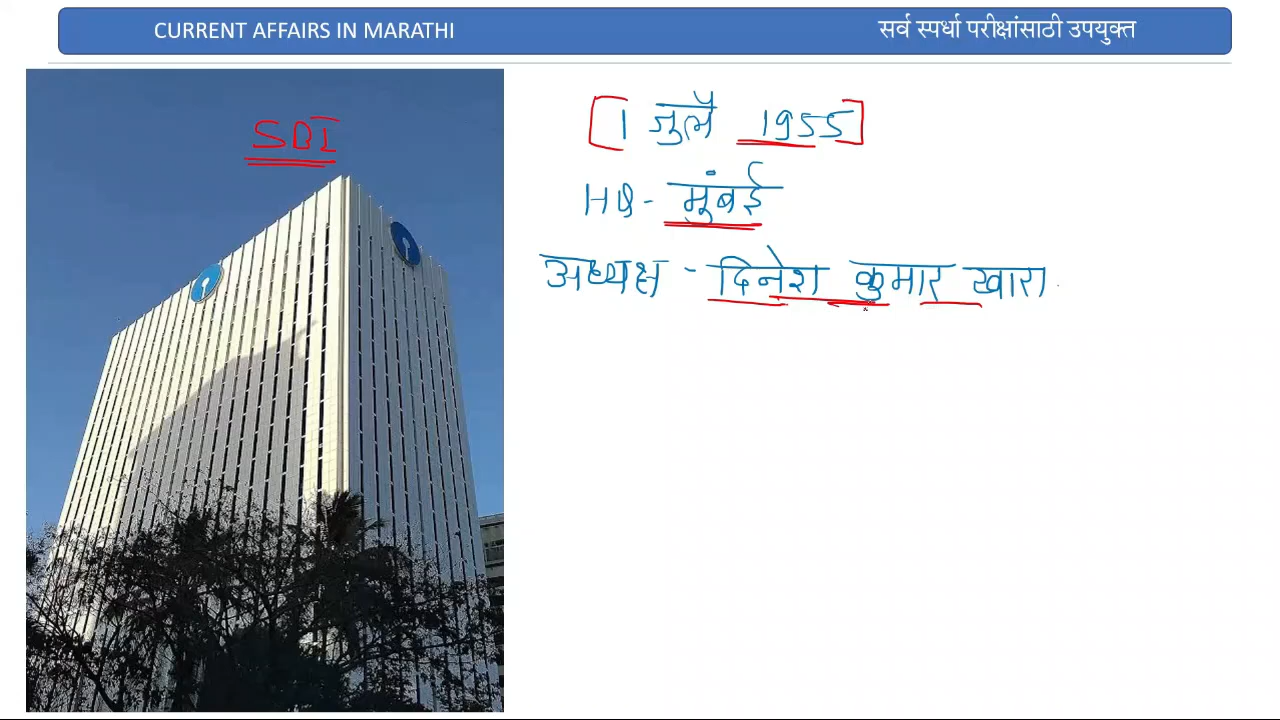 CURRENT AFFAIRS IN MARATHI
सर्व स्पर्धा परीक्षांसाठी उपयुक्त
SBI
1 जुलै 1955
HQ- मुंबई
अध्यक्ष - दिनेश कुमार खारा